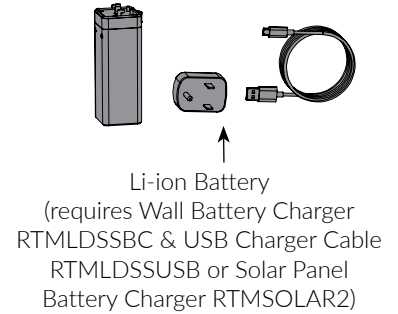 Li-ion Battery
(requires Wall Battery Charger
RTMLDSSBC & USB Charger Cable
RTMLDSSUSB or Solar Panel
Battery Charger RTMSOLAR2)